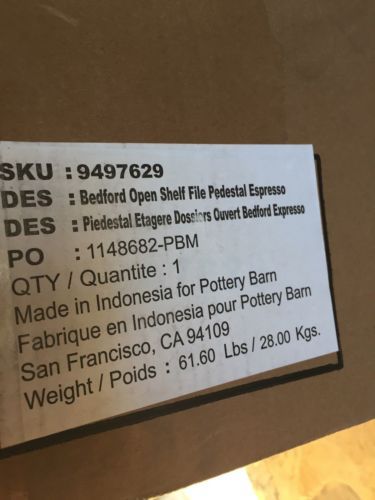 SKU : 9497629
DES : Bedford Open Shelf File Pedestal Espresso
DES : Piedestal Etagere Dossiors Ouvert Bedford Expresso
PO : 1148682-PBM
QTY / Quantite : 1
Made in Indonesia for Pottery Barn
Fabrique en Indonesia pour Pottery Barn
San Francisco, CA 94109
Weight / Poids : 61.60 Lbs / 28.00 Kgs.